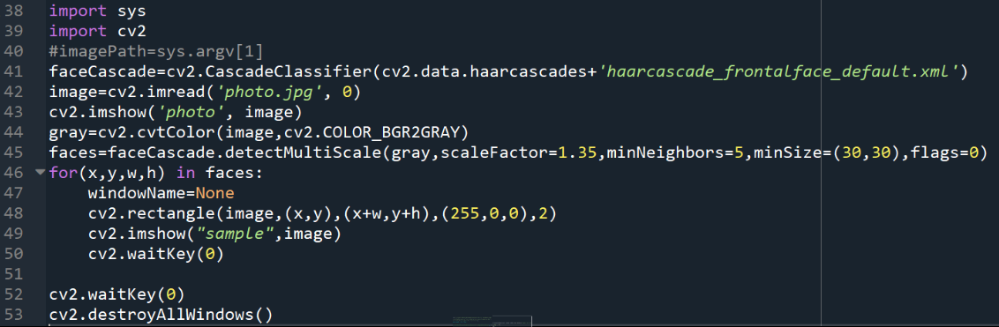 38 import sys
39 import cv2
40 #imagePath=sys.argv[1]
41 faceCascade=cv2.CascadeClassifier(cv2.data.haarcascades+'haarcascade_frontalface_default.xml')
42 image=cv2.imread('photo.jpg', 0)
43 cv2.imshow('photo', image)
44 gray=cv2.cvtColor(image,cv2.COLOR_BGR2GRAY)
45 faces=faceCascade.detectMultiScale(gray,scaleFactor=1.35,minNeighbors=5,minSize=(30,30),flags=0)
46 for(x,y,w,h) in faces:
47     windowName=None
48     cv2.rectangle(image,(x,y),(x+w,y+h),(255,0,0),2)
49     cv2.imshow("sample",image)
50     cv2.waitKey(0)
51
52 cv2.waitKey(0)
53 cv2.destroyAllWindows()